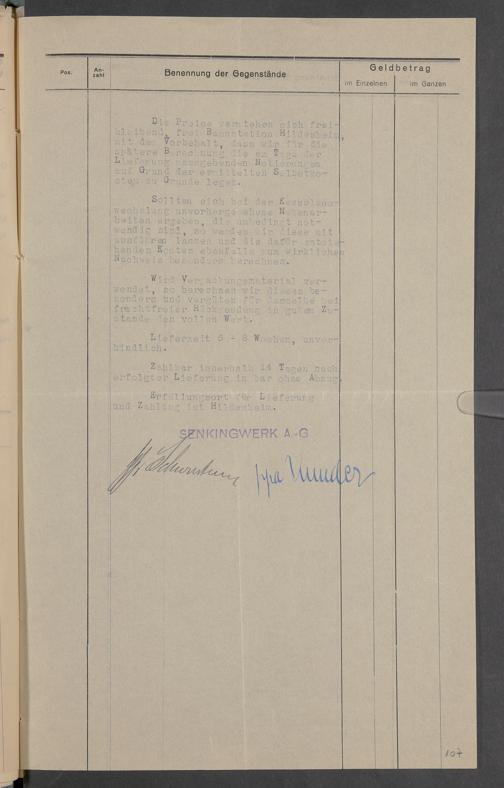 Pos.
An-
zahl
Benennung der Gegenstände
Geldbetrag
im Einzelnen
im Ganzen
Die Preise verstehen sich frei-
bleibend, frei Bahnstation Hildesheim,
mit dem Vorbehalt, dass wir für die
spätere Berechnung die am Tage der
Lieferung massgebenden Notierungen
auf Grund der ermittelten Selbstko-
sten zu Grunde legen.
Sollten sich bei der Kesselaus-
wechslung unvorhergesehene Nebenar-
beiten ergeben, die unbedingt not-
wendig sind, so werden wir diese mit
ausführen lassen und die dafür entste-
henden Kosten ebenfalls zum wirklichen
Nachweis besonders berechnen.
Wird Verpackungsmaterial ver-
wendet, so berechnen wir dieses be-
sonders und vergüten für dasselbe bei
frachtfreier Rücksendung in gutem Zu-
stande den vollen Wert.
Lieferzeit 6 - 8 Wochen, unver-
bindlich.
Zahlbar innerhalb 14 Tagen nach
erfolgter Lieferung in bar ohne Abzug.
Erfüllungsort für Lieferung
und Zahlung ist Hildesheim.
SENKINGWERK A-G
ppa
107